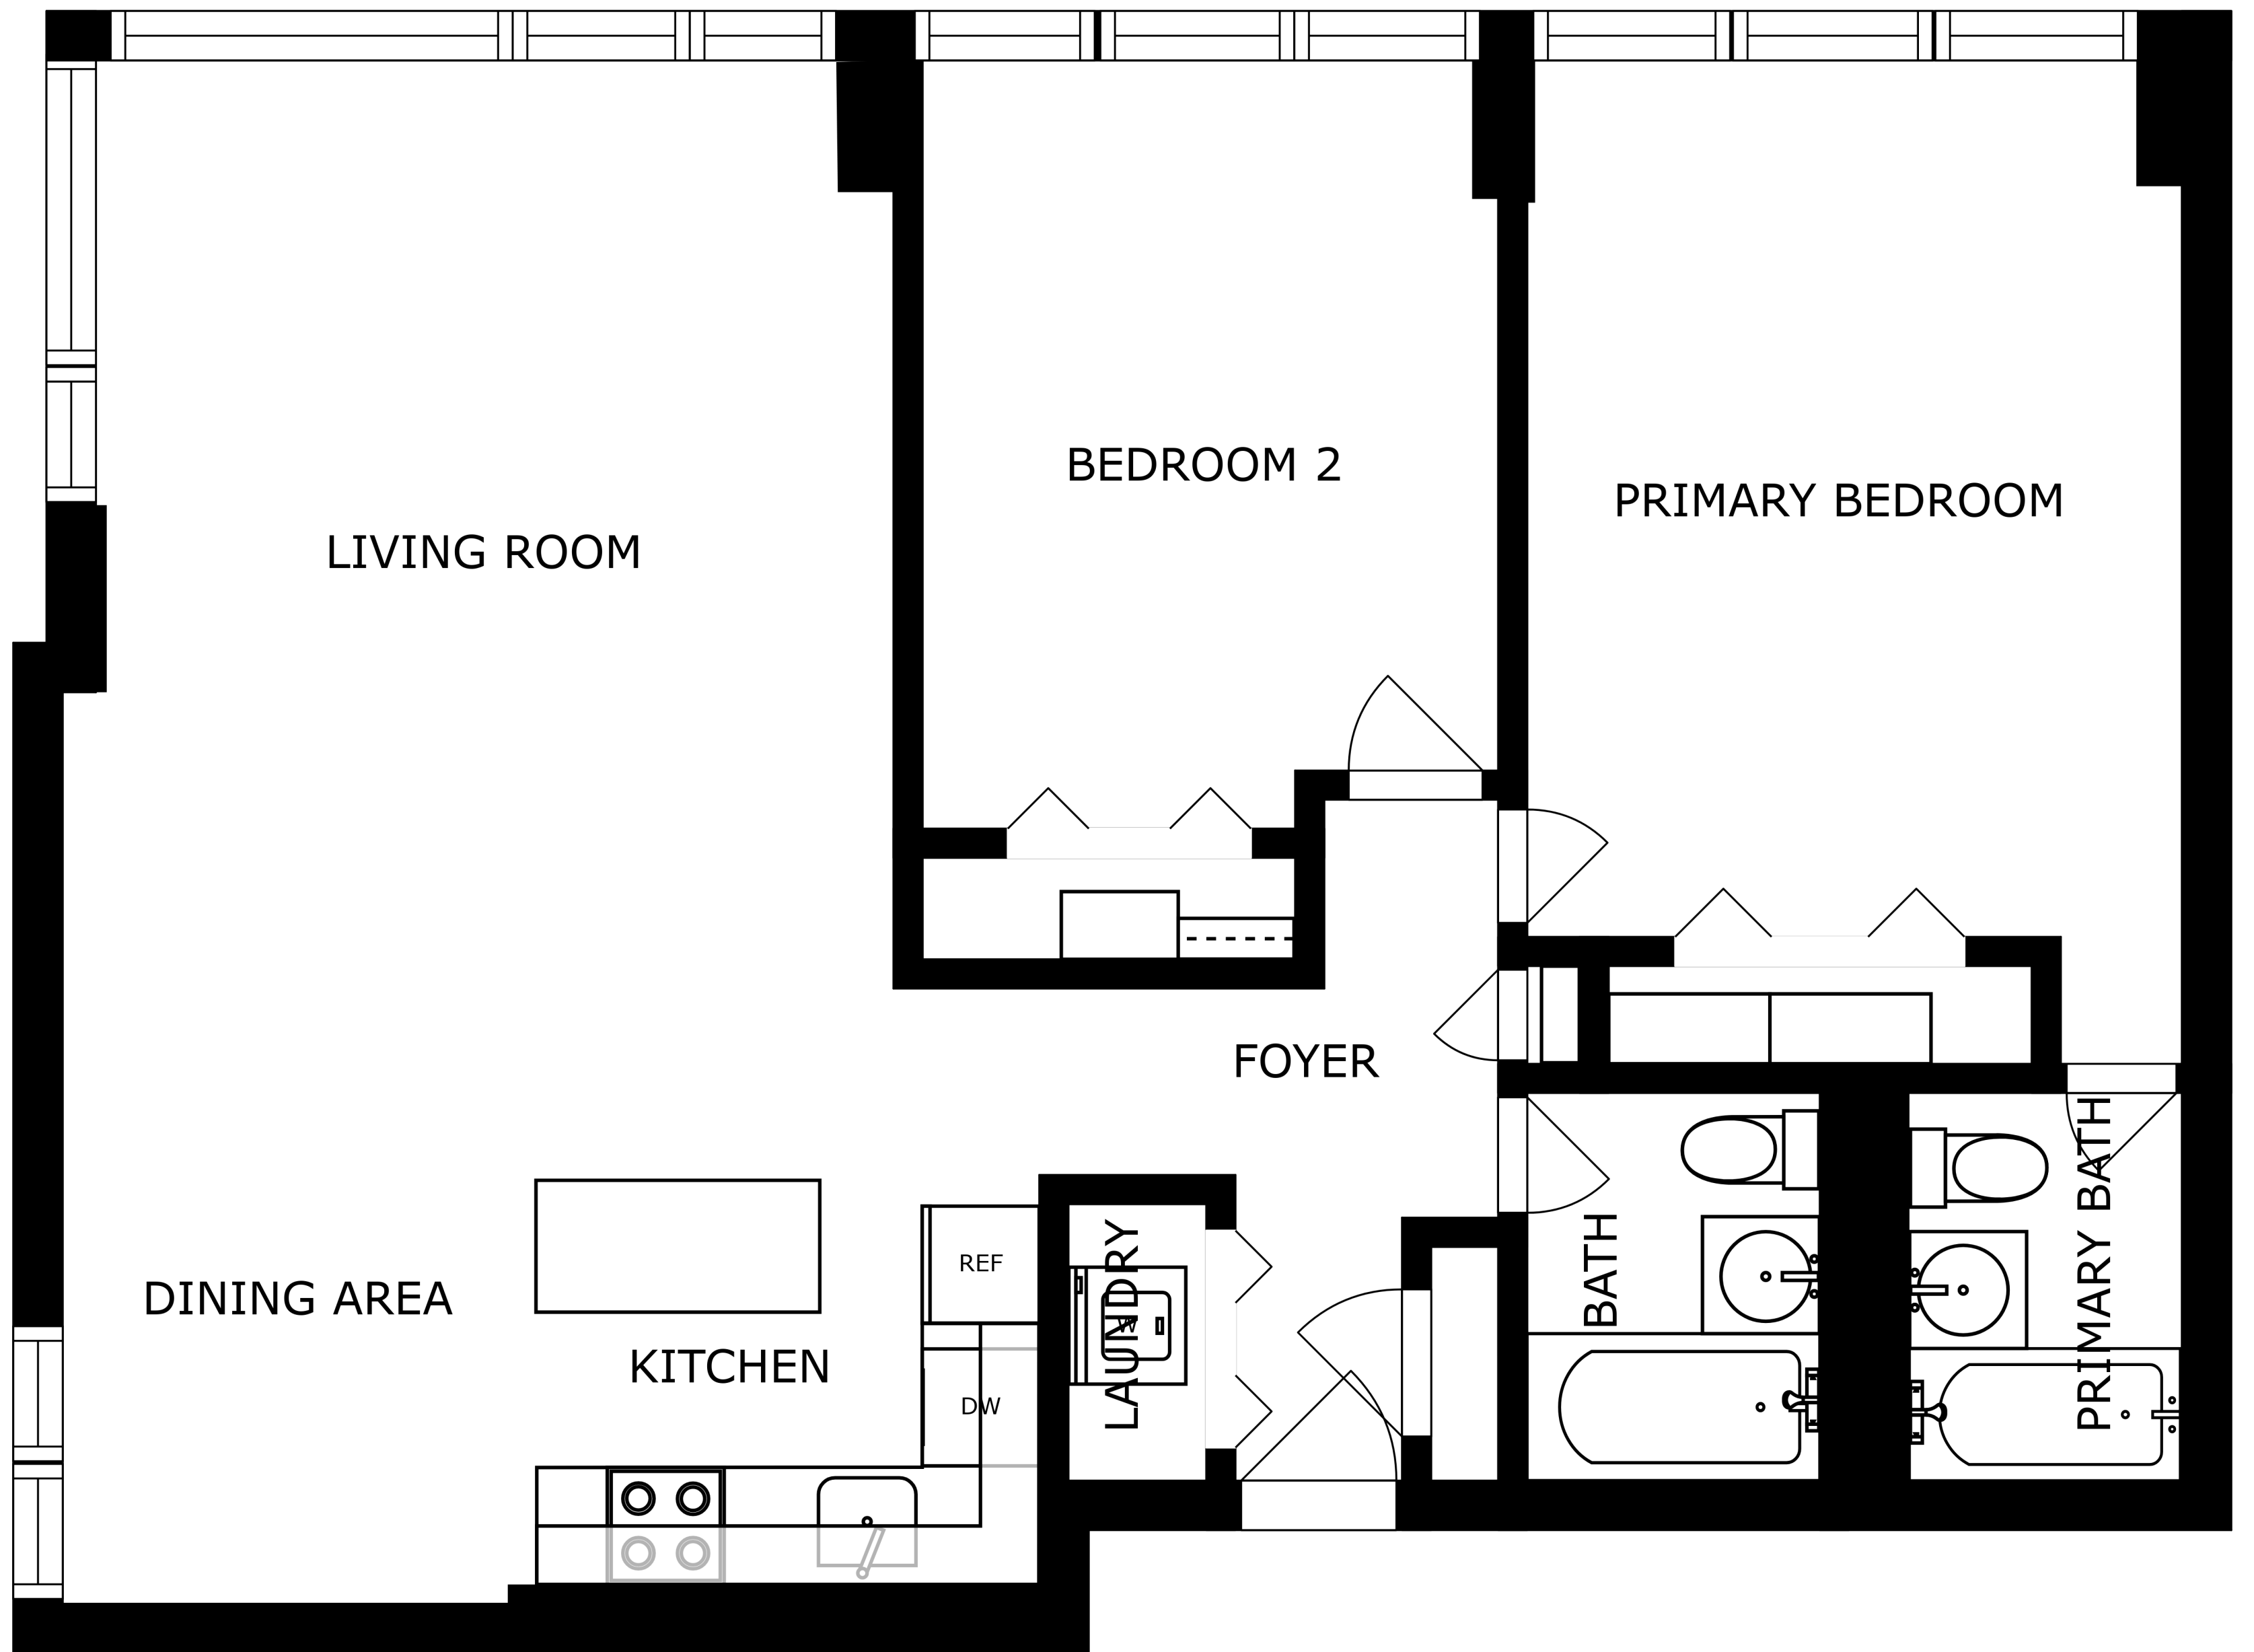 BEDROOM 2
PRIMARY BEDROOM
LIVING ROOM
FOYER
REF
DINING AREA
KITCHEN
DW
LAUNDRY
W
BATH
PRIMARY BATH